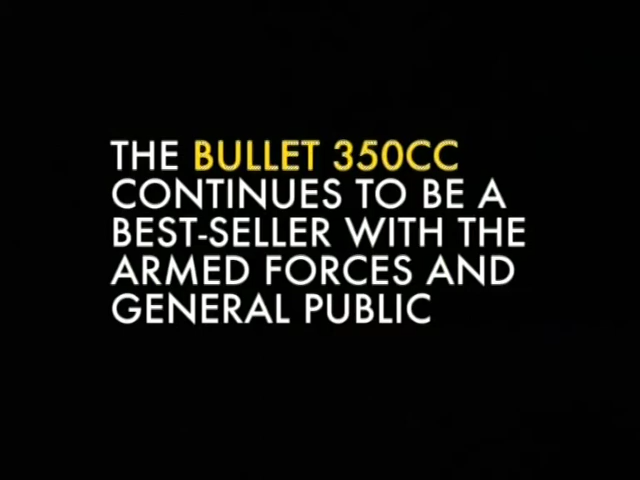 THE BULLET 350CC
CONTINUES TO BE A
BEST-SELLER WITH THE
ARMED FORCES AND
GENERAL PUBLIC